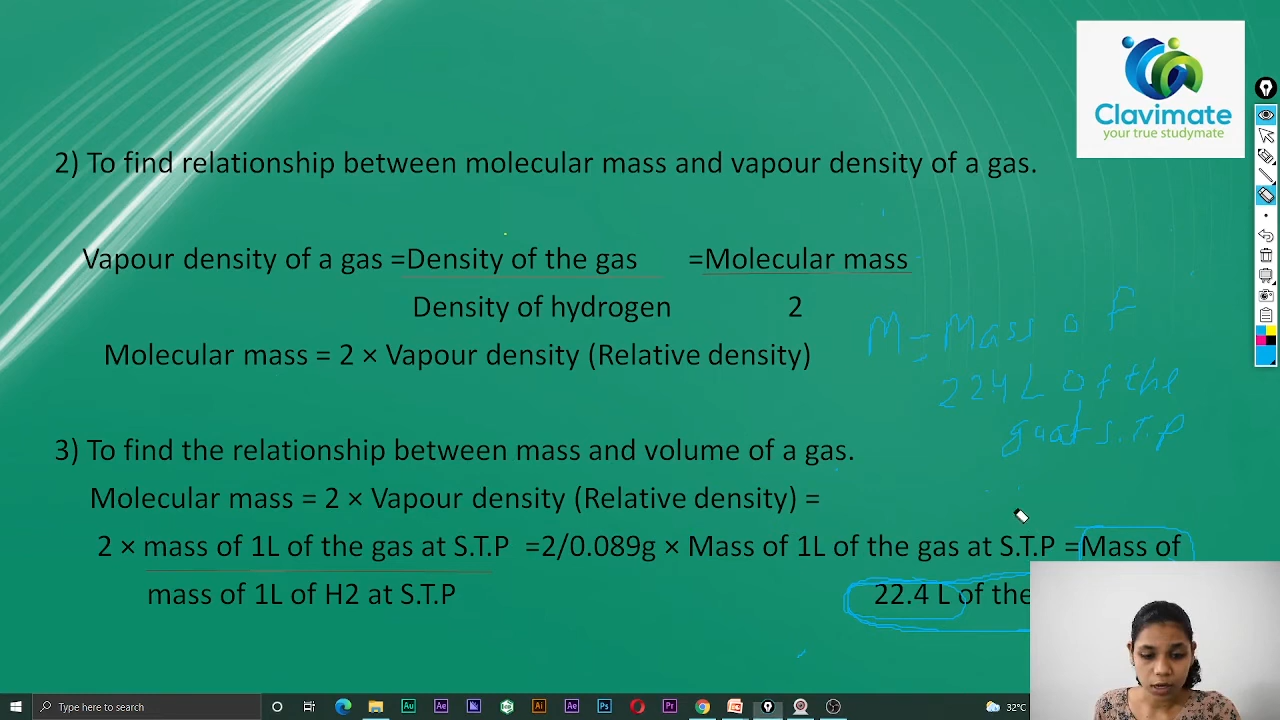 Clavimate
your true studymate
2) To find relationship between molecular mass and vapour density of a gas.
Vapour density of a gas =Density of the gas =Molecular mass
Density of hydrogen 2
Molecular mass = 2 × Vapour density (Relative density)
M = Mass of
224 L of the
gas at S.T.P
3) To find the relationship between mass and volume of a gas.
Molecular mass = 2 × Vapour density (Relative density) =
2 × mass of 1L of the gas at S.T.P =2/0.089g × Mass of 1L of the gas at S.T.P =Mass of
mass of 1L of H2 at S.T.P 22.4 L of the
Type here to search
32°C